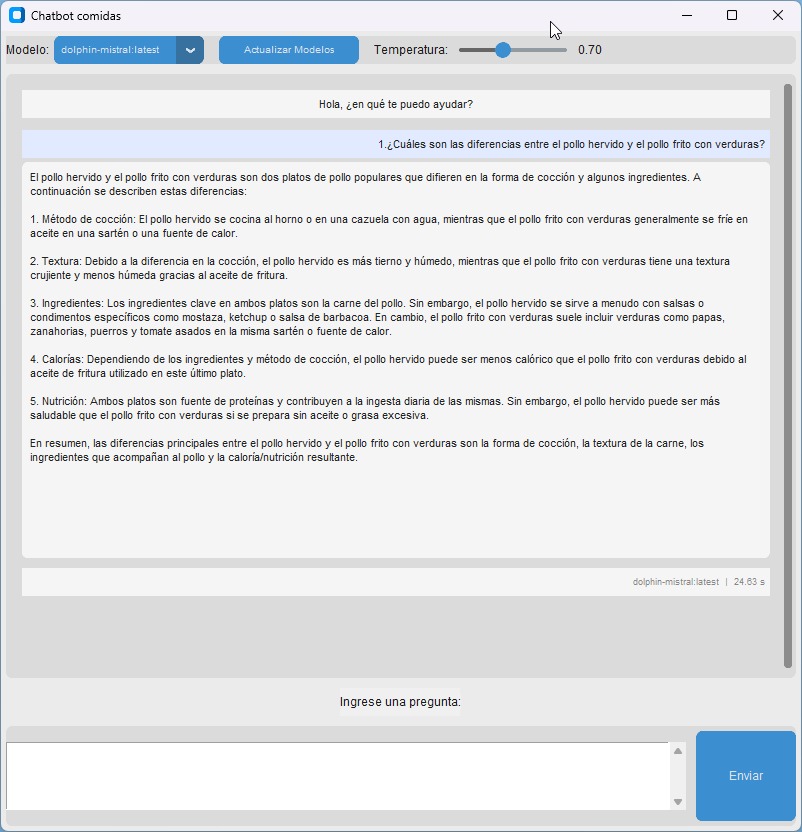 Chatbot comidas
Modelo: dolphin-mistral:latest Actualizar Modelos Temperatura: 0.70
Hola, ¿en qué te puedo ayudar?
1.¿Cuáles son las diferencias entre el pollo hervido y el pollo frito con verduras?
El pollo hervido y el pollo frito con verduras son dos platos de pollo populares que difieren en la forma de cocción y algunos ingredientes. A
continuación se describen estas diferencias:
1. Método de cocción: El pollo hervido se cocina al horno o en una cazuela con agua, mientras que el pollo frito con verduras generalmente se fríe en
aceite en una sartén o una fuente de calor.
2. Textura: Debido a la diferencia en la cocción, el pollo hervido es más tierno y húmedo, mientras que el pollo frito con verduras tiene una textura
crujiente y menos húmeda gracias al aceite de fritura.
3. Ingredientes: Los ingredientes clave en ambos platos son la carne del pollo. Sin embargo, el pollo hervido se sirve a menudo con salsas o
condimentos específicos como mostaza, ketchup o salsa de barbacoa. En cambio, el pollo frito con verduras suele incluir verduras como papas,
zanahorias, puerros y tomate asados en la misma sartén o fuente de calor.
4. Calorías: Dependiendo de los ingredientes y método de cocción, el pollo hervido puede ser menos calórico que el pollo frito con verduras debido al
aceite de fritura utilizado en este último plato.
5. Nutrición: Ambos platos son fuente de proteínas y contribuyen a la ingesta diaria de las mismas. Sin embargo, el pollo hervido puede ser más
saludable que el pollo frito con verduras si se prepara sin aceite o grasa excesiva.
En resumen, las diferencias principales entre el pollo hervido y el pollo frito con verduras son la forma de cocción, la textura de la carne, los
ingredientes que acompañan al pollo y la caloría/nutrición resultante.
dolphin-mistral:latest | 24.63 s
Ingrese una pregunta:
Enviar